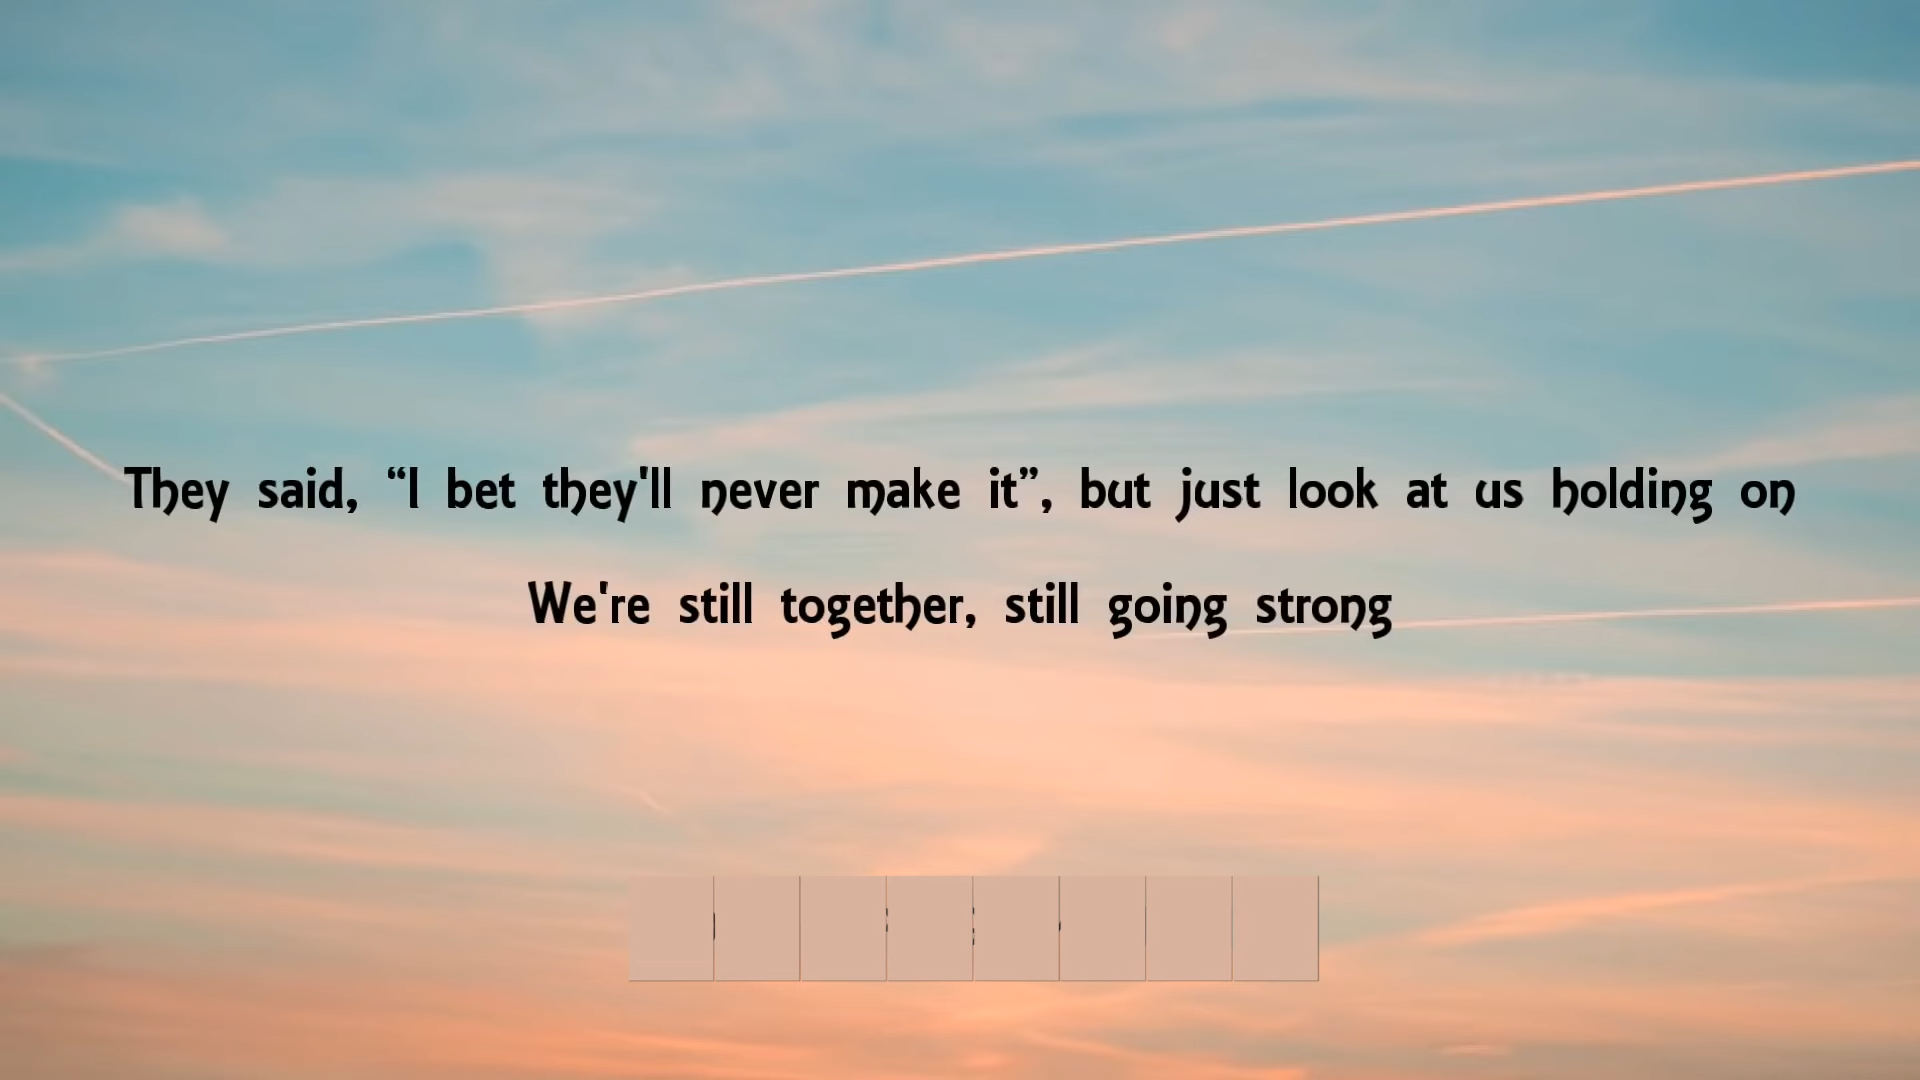 They said, “I bet they'll never make it”, but just look at us holding on
We're still together, still going strong